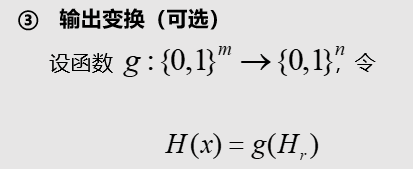 ③ 输出变换（可选）
设函数 g : {0,1}^m → {0,1}^n, 令
H(x) = g(H_r)